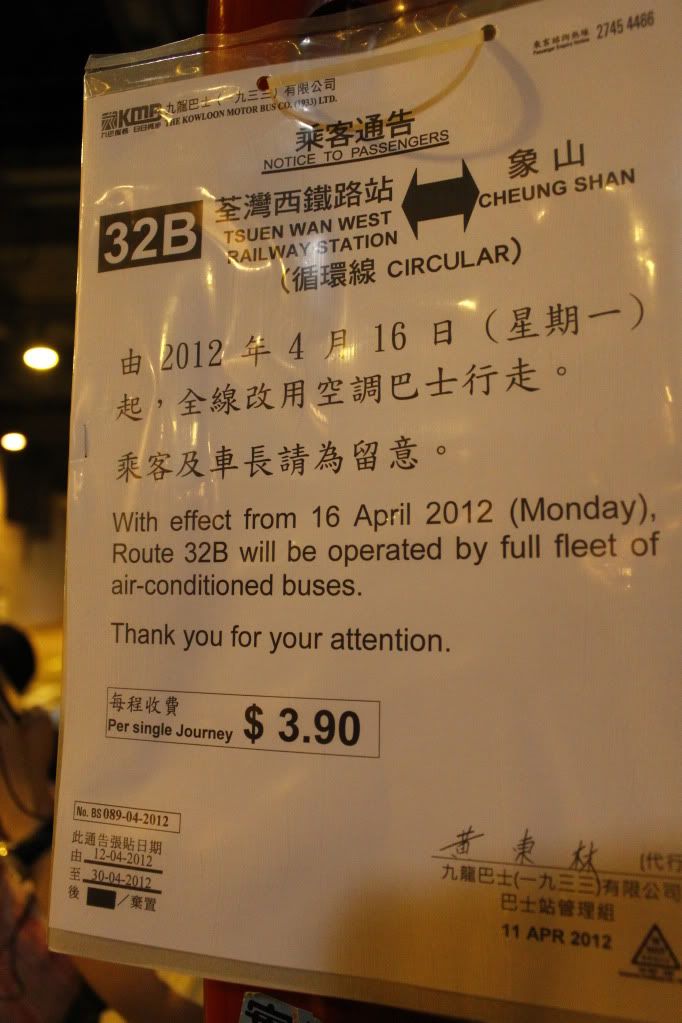 乘客諮詢熱線 2745 4466
Passenger Enquiry Hotline
KMB 九龍巴士(一九三三)有限公司
THE KOWLOON MOTOR BUS CO. (1933) LTD.
乘客通告
NOTICE TO PASSENGERS
32B
荃灣西鐵路站
TSUEN WAN WEST
RAILWAY STATION
象山
CHEUNG SHAN
(循環線 CIRCULAR)
由 2012 年 4 月 16 日 (星期一)
起，全線改用空調巴士行走。
乘客及車長請為留意。
With effect from 16 April 2012 (Monday),
Route 32B will be operated by full fleet of
air-conditioned buses.
Thank you for your attention.
每程收費
Per single Journey $ 3.90
No. BS 089-04-2012
此通告張貼日期
由 12-04-2012
至 30-04-2012
後 /棄置
黃東林 (代行
九龍巴士(一九三三)有限公司
巴士站管理組
11 APR 2012